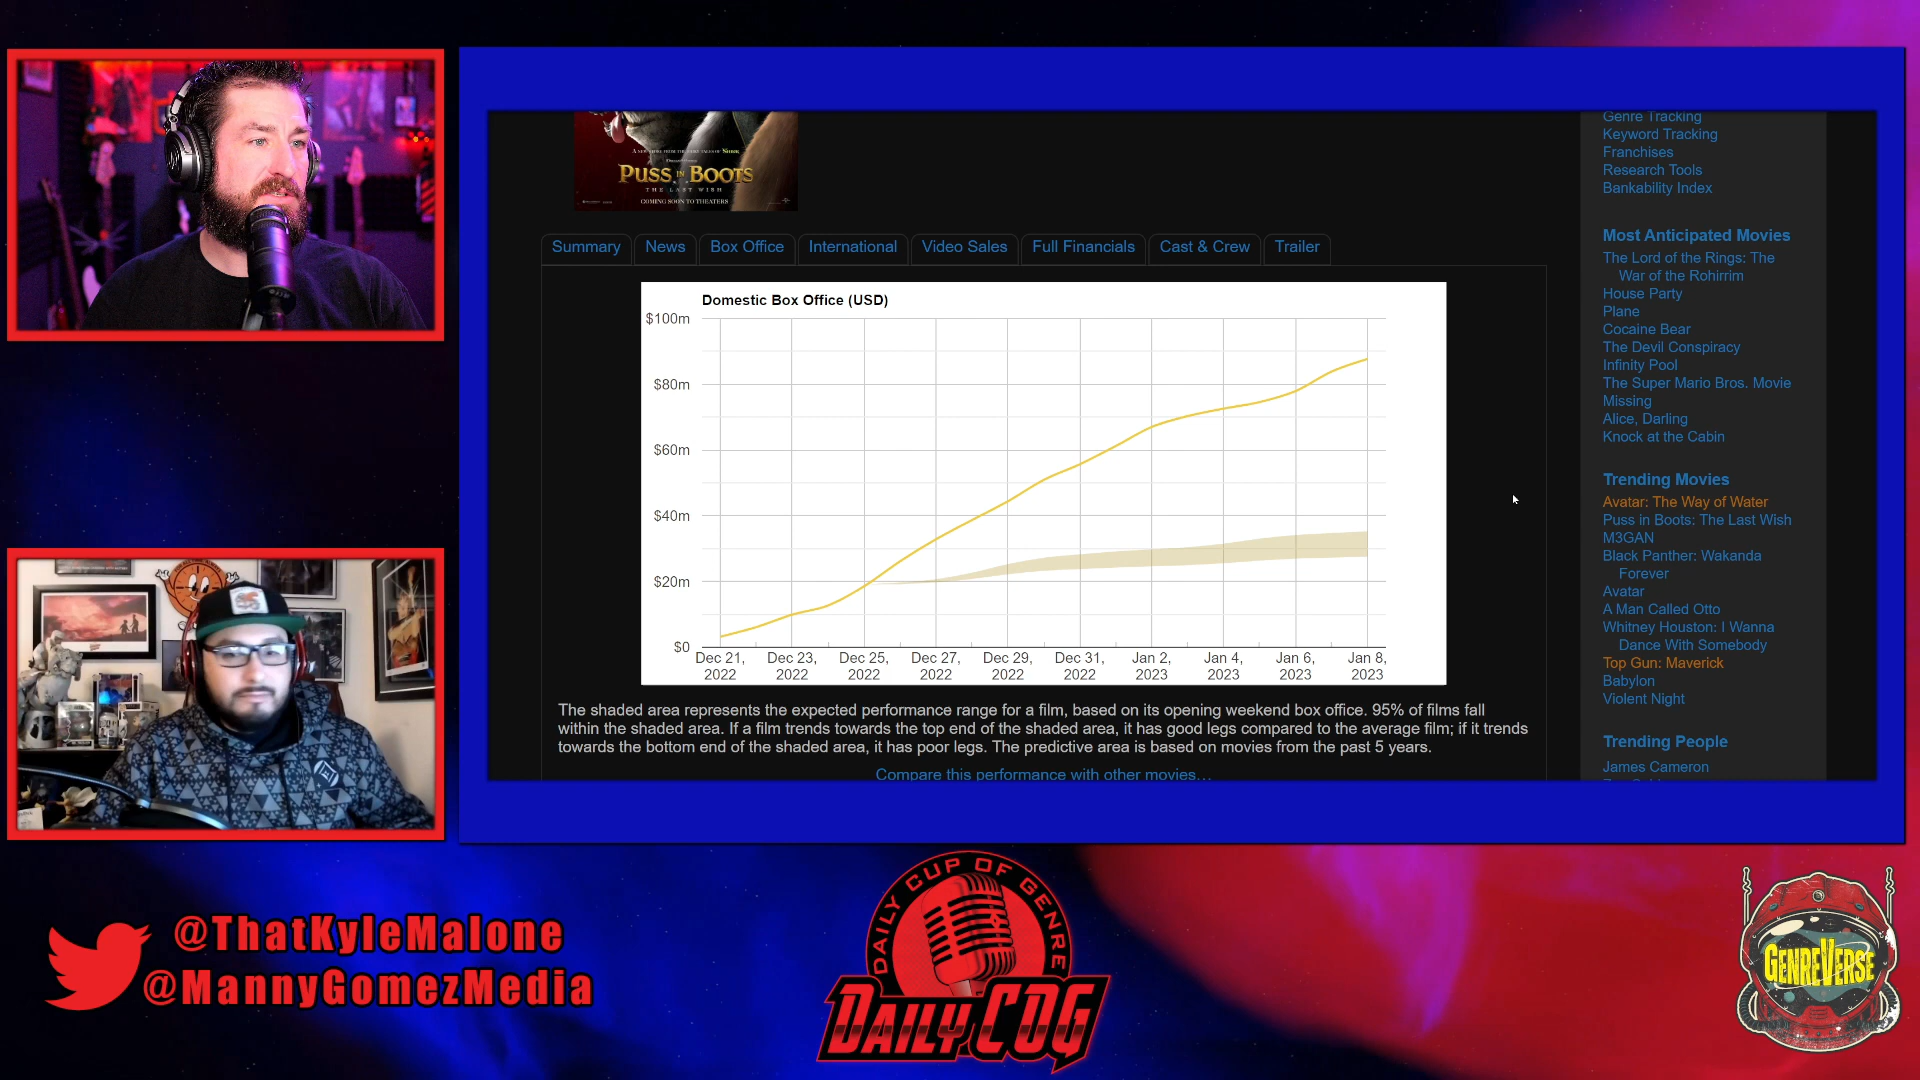 A NEW STORY FROM THE FAIRY TALES OF SHREK
PUSS IN BOOTS
THE LAST WISH
COMING SOON TO THEATERS
Summary
News
Box Office
International
Video Sales
Full Financials
Cast & Crew
Trailer
Domestic Box Office (USD)
$100m
$80m
$60m
$40m
$20m
$0
Dec 21, 2022
Dec 23, 2022
Dec 25, 2022
Dec 27, 2022
Dec 29, 2022
Dec 31, 2022
Jan 2, 2023
Jan 4, 2023
Jan 6, 2023
Jan 8, 2023
The shaded area represents the expected performance range for a film, based on its opening weekend box office. 95% of films fall
within the shaded area. If a film trends towards the top end of the shaded area, it has good legs compared to the average film; if it trends
towards the bottom end of the shaded area, it has poor legs. The predictive area is based on movies from the past 5 years.
Compare this performance with other movies…
Genre Tracking
Keyword Tracking
Franchises
Research Tools
Bankability Index
Most Anticipated Movies
The Lord of the Rings: The
War of the Rohirrim
House Party
Plane
Cocaine Bear
The Devil Conspiracy
Infinity Pool
The Super Mario Bros. Movie
Missing
Alice, Darling
Knock at the Cabin
Trending Movies
Avatar: The Way of Water
Puss in Boots: The Last Wish
M3GAN
Black Panther: Wakanda
Forever
Avatar
A Man Called Otto
Whitney Houston: I Wanna
Dance With Somebody
Top Gun: Maverick
Babylon
Violent Night
Trending People
James Cameron
@ThatKyleMalone
@MannyGomezMedia
DAILY CUP OF GENRE
DAILY COG
GENREVERSE